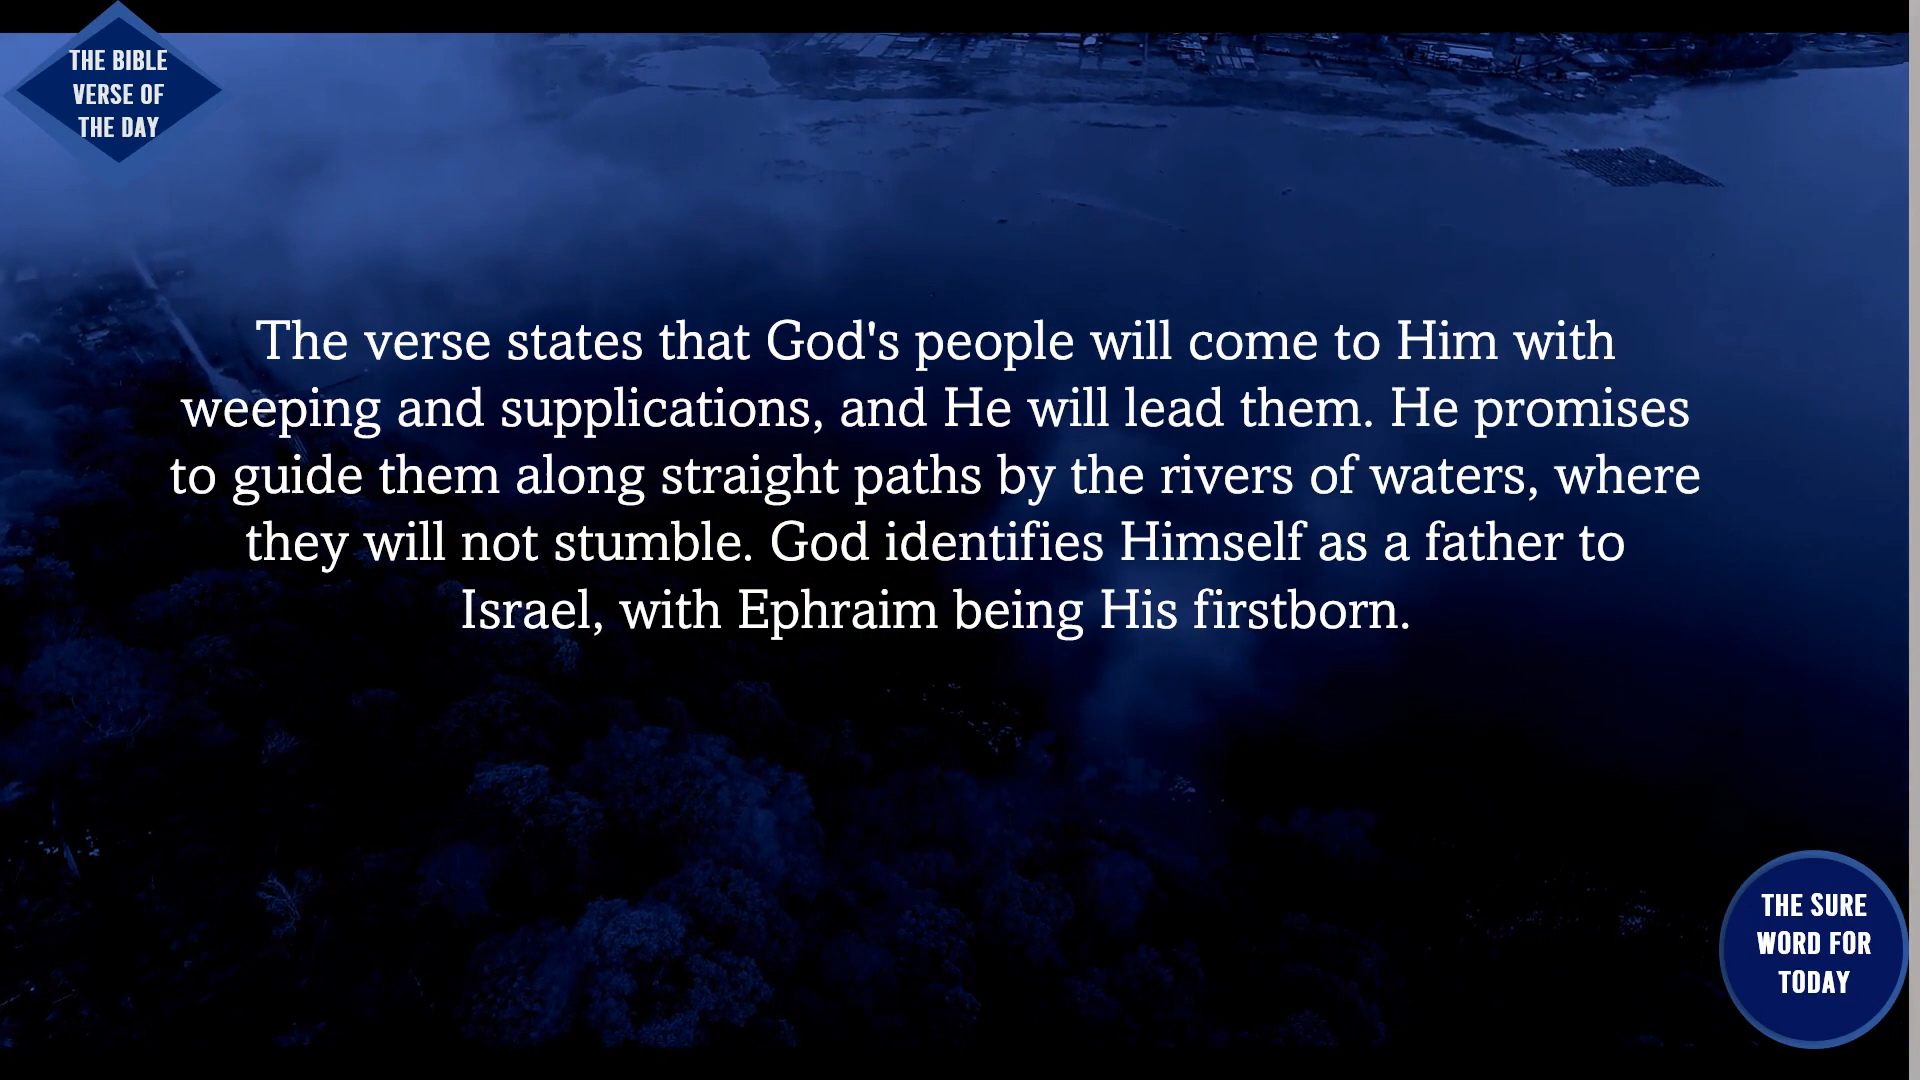 THE BIBLE
VERSE OF
THE DAY
The verse states that God's people will come to Him with
weeping and supplications, and He will lead them. He promises
to guide them along straight paths by the rivers of waters, where
they will not stumble. God identifies Himself as a father to
Israel, with Ephraim being His firstborn.
THE SURE
WORD FOR
TODAY